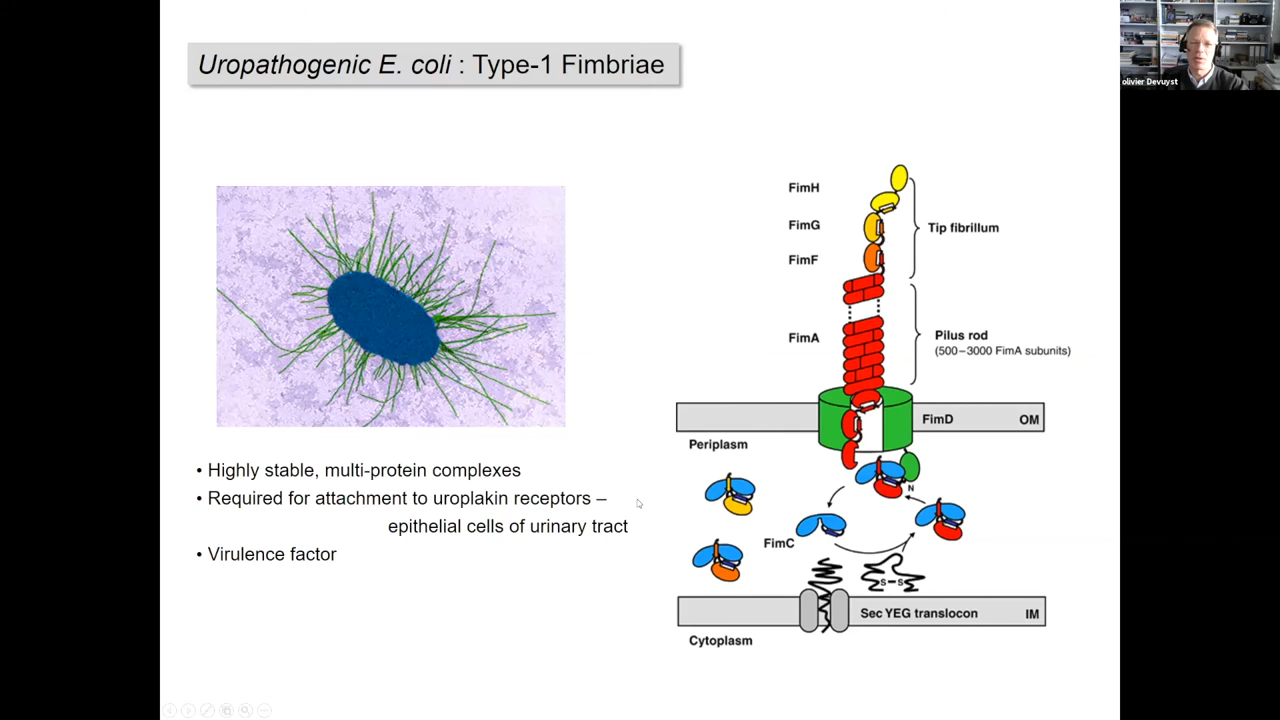 olivier Devuyst
Uropathogenic E. coli : Type-1 Fimbriae
• Highly stable, multi-protein complexes
• Required for attachment to uroplakin receptors –
epithelial cells of urinary tract
• Virulence factor
FimH
FimG
FimF
Tip fibrillum
FimA
Pilus rod
(500–3000 FimA subunits)
FimD
OM
Periplasm
N
FimC
S–S
Sec YEG translocon
IM
Cytoplasm